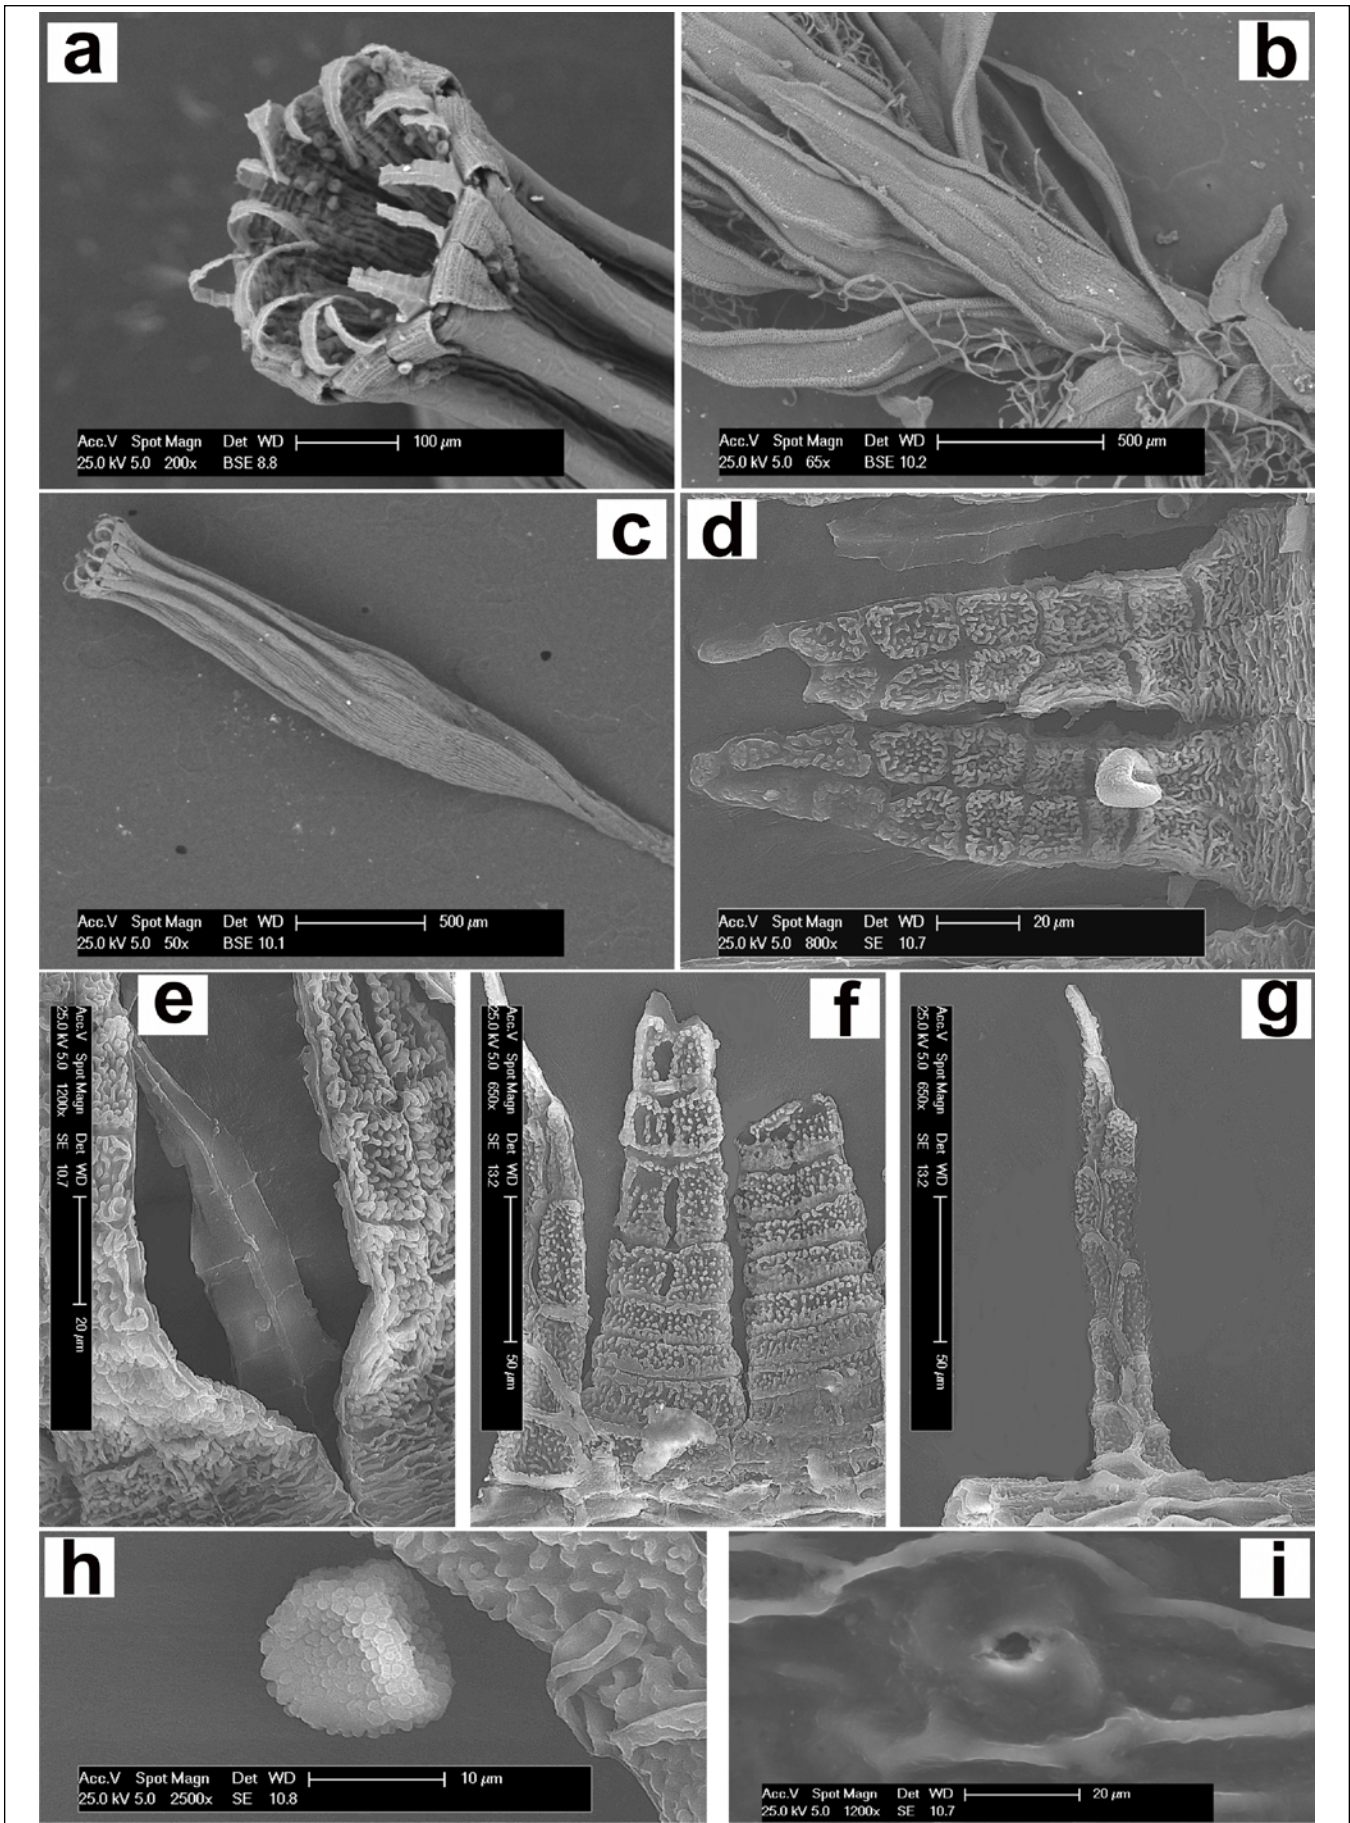 a
Acc.V Spot Magn Det WD 100 µm
25.0 kV 5.0 200x BSE 8.8
b
Acc.V Spot Magn Det WD 500 µm
25.0 kV 5.0 65x BSE 10.2
c
Acc.V Spot Magn Det WD 500 µm
25.0 kV 5.0 50x BSE 10.1
d
Acc.V Spot Magn Det WD 20 µm
25.0 kV 5.0 800x SE 10.7
e
Acc.V Spot Magn Det WD 20 µm
25.0 kV 5.0 1200x SE 10.7
f
Acc.V Spot Magn Det WD 50 µm
25.0 kV 5.0 650x SE 13.2
g
Acc.V Spot Magn Det WD 50 µm
25.0 kV 5.0 650x SE 13.2
h
Acc.V Spot Magn Det WD 10 µm
25.0 kV 5.0 2500x SE 10.8
i
Acc.V Spot Magn Det WD 20 µm
25.0 kV 5.0 1200x SE 10.7